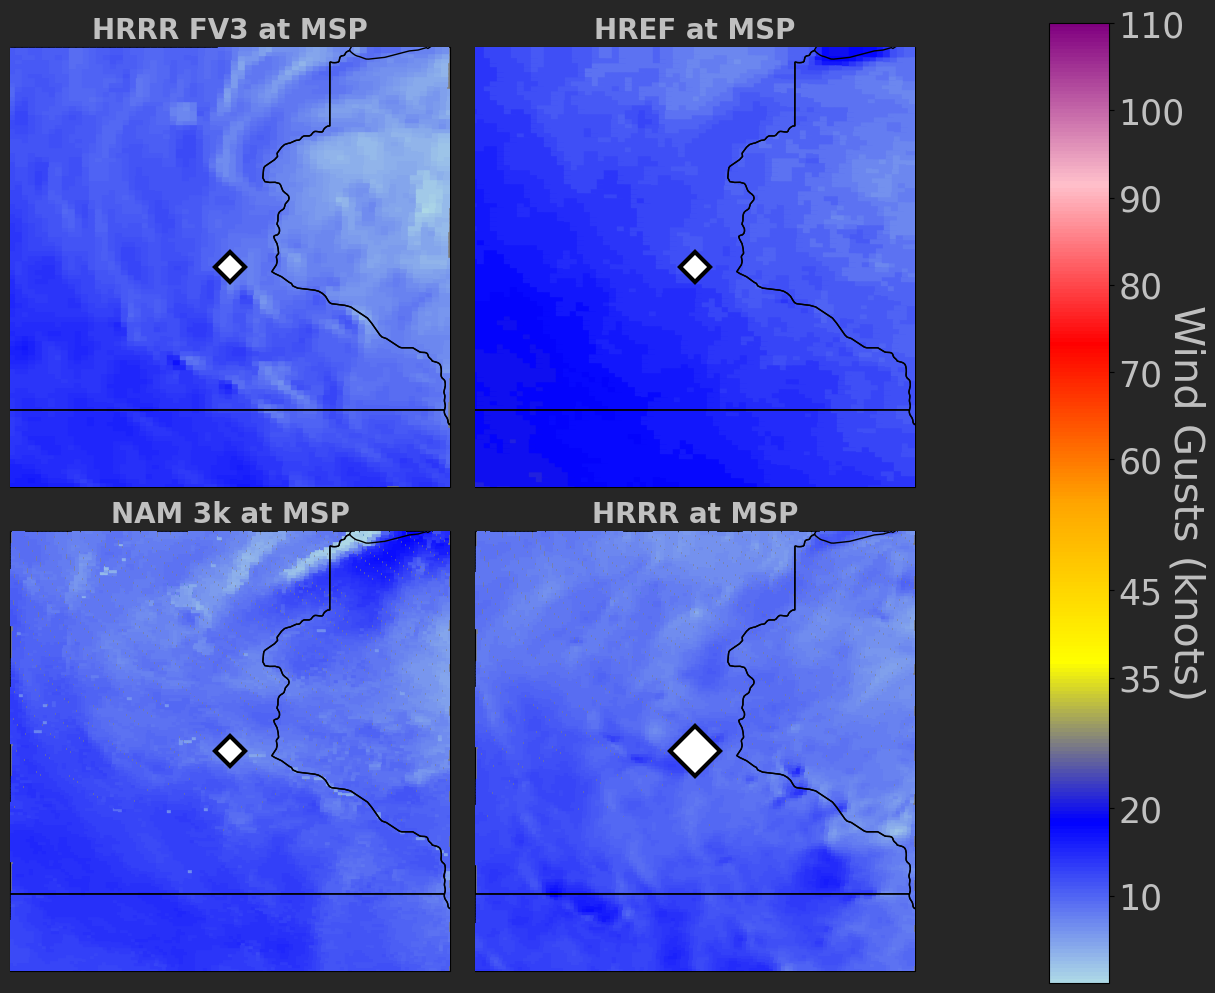 HRRR FV3 at MSP
HREF at MSP
NAM 3k at MSP
HRRR at MSP
110
100
90
80
70
60
45
35
20
10
Wind Gusts (knots)